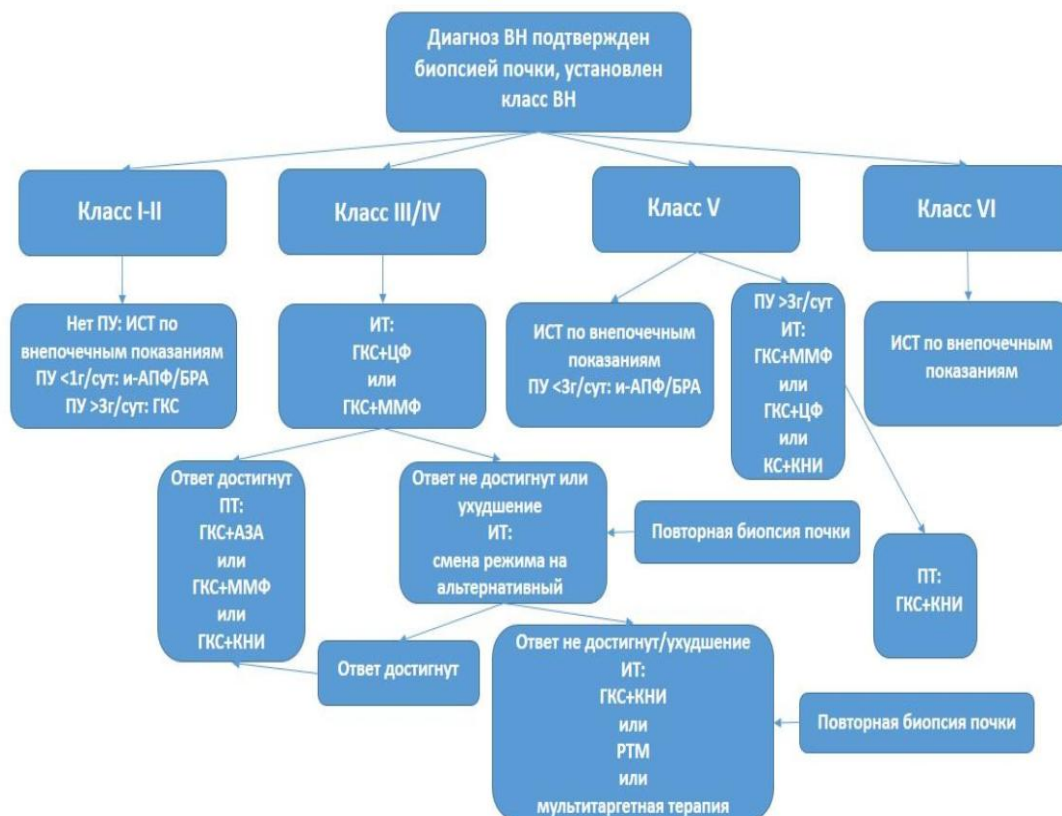 Диагноз ВН подтвержден
биопсией почки, установлен
класс ВН
Класс I-II
Класс III/IV
Класс V
Класс VI
Нет ПУ: ИСТ по
внепочечным показаниям
ПУ <1г/сут: и-АПФ/БРА
ПУ >3г/сут: ГКС
ИТ:
ГКС+ЦФ
или
ГКС+ММФ
ИСТ по внепочечным
показаниям
ПУ <3г/сут: и-АПФ/БРА
ПУ >3г/сут
ИТ:
ГКС+ММФ
или
ГКС+ЦФ
или
КС+КНИ
ИСТ по внепочечным
показаниям
Ответ достигнут
ПТ:
ГКС+АЗА
или
ГКС+ММФ
или
ГКС+КНИ
Ответ не достигнут или
ухудшение
ИТ:
смена режима на
альтернативный
Повторная биопсия почки
ПТ:
ГКС+КНИ
Ответ достигнут
Ответ не достигнут/ухудшение
ИТ:
ГКС+КНИ
или
РТМ
или
мультитаргетная терапия
Повторная биопсия почки